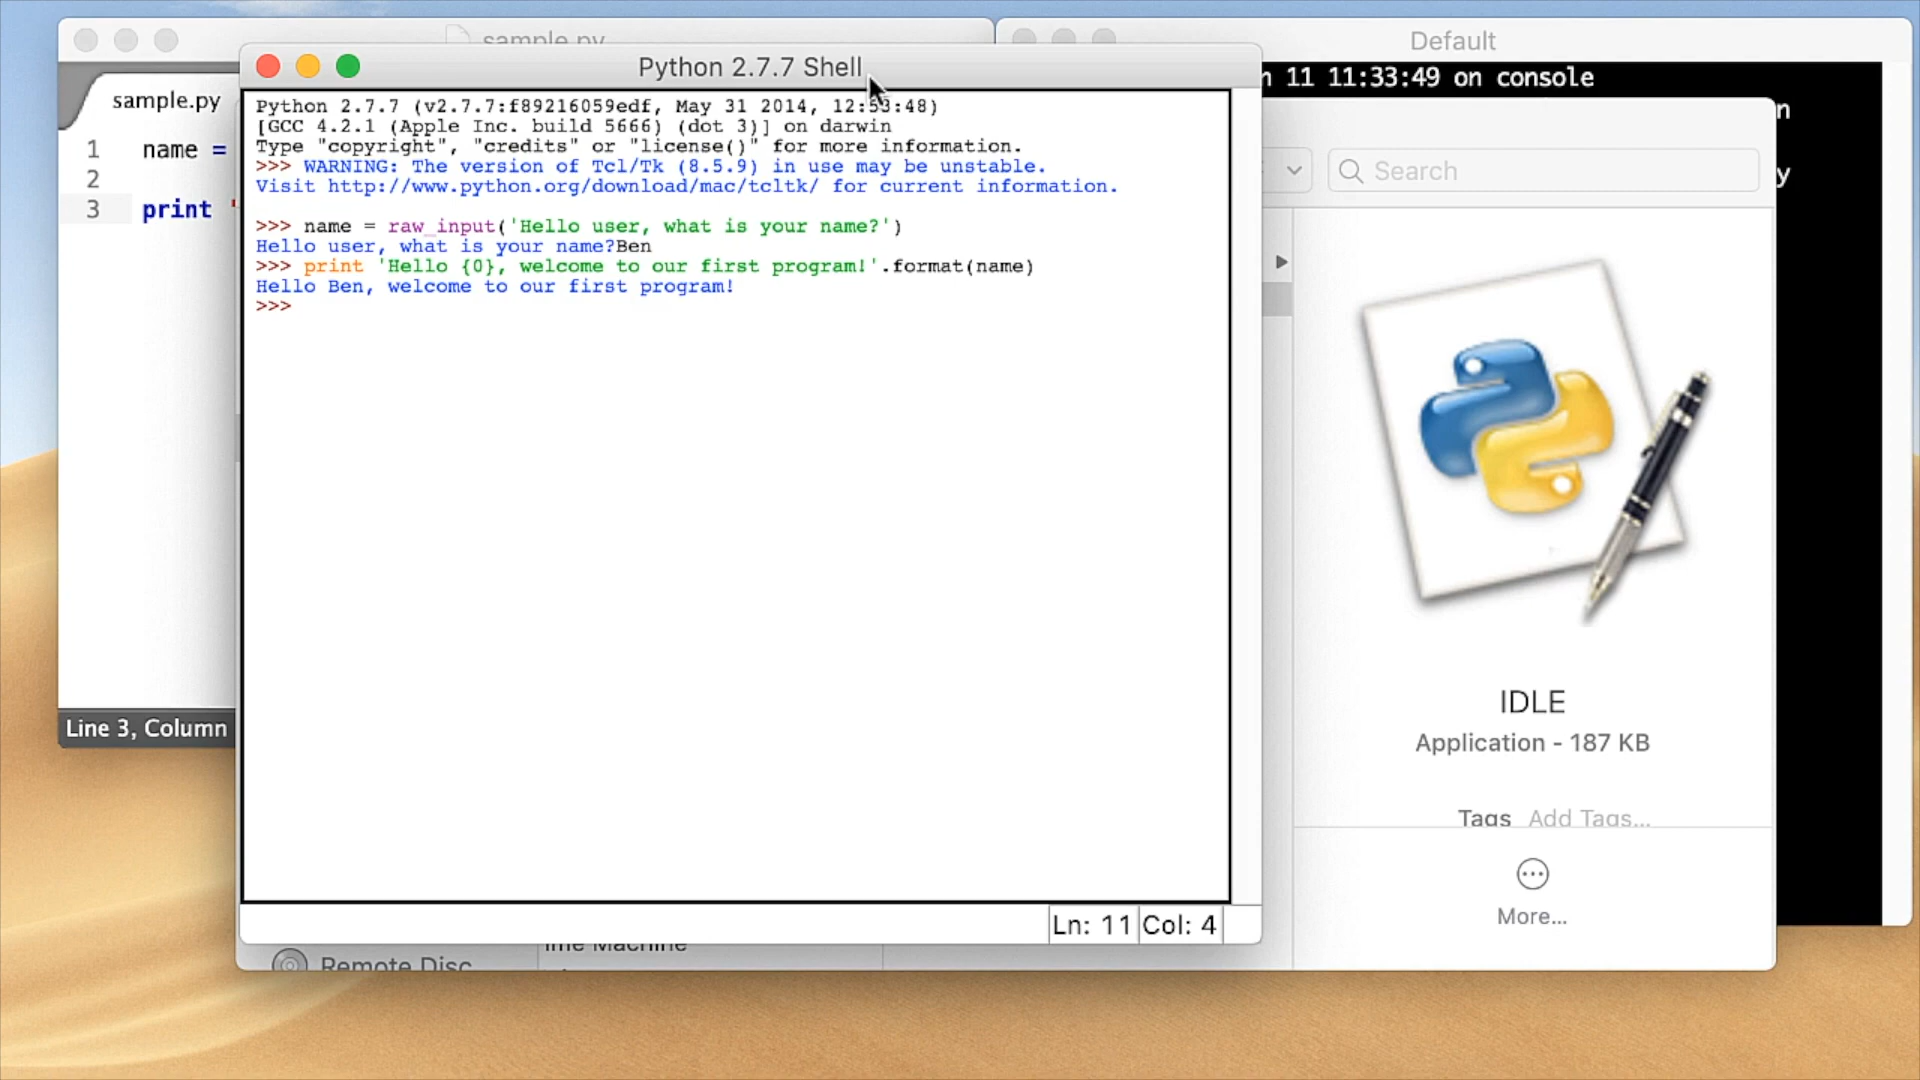 sample.py
Default
Python 2.7.7 Shell
11 11:33:49 on console
sample.py
1 name =
2
3 print '
Line 3, Column
Python 2.7.7 (v2.7.7:f89216059edf, May 31 2014, 12:53:48)
[GCC 4.2.1 (Apple Inc. build 5666) (dot 3)] on darwin
Type "copyright", "credits" or "license()" for more information.
>>> WARNING: The version of Tcl/Tk (8.5.9) in use may be unstable.
Visit http://www.python.org/download/mac/tcltk/ for current information.
>>> name = raw_input('Hello user, what is your name?')
Hello user, what is your name?Ben
>>> print 'Hello {0}, welcome to our first program!'.format(name)
Hello Ben, welcome to our first program!
>>>
Ln: 11 Col: 4
Search
IDLE
Application - 187 KB
Tags Add Tags...
More...
Remote Disc
Machine